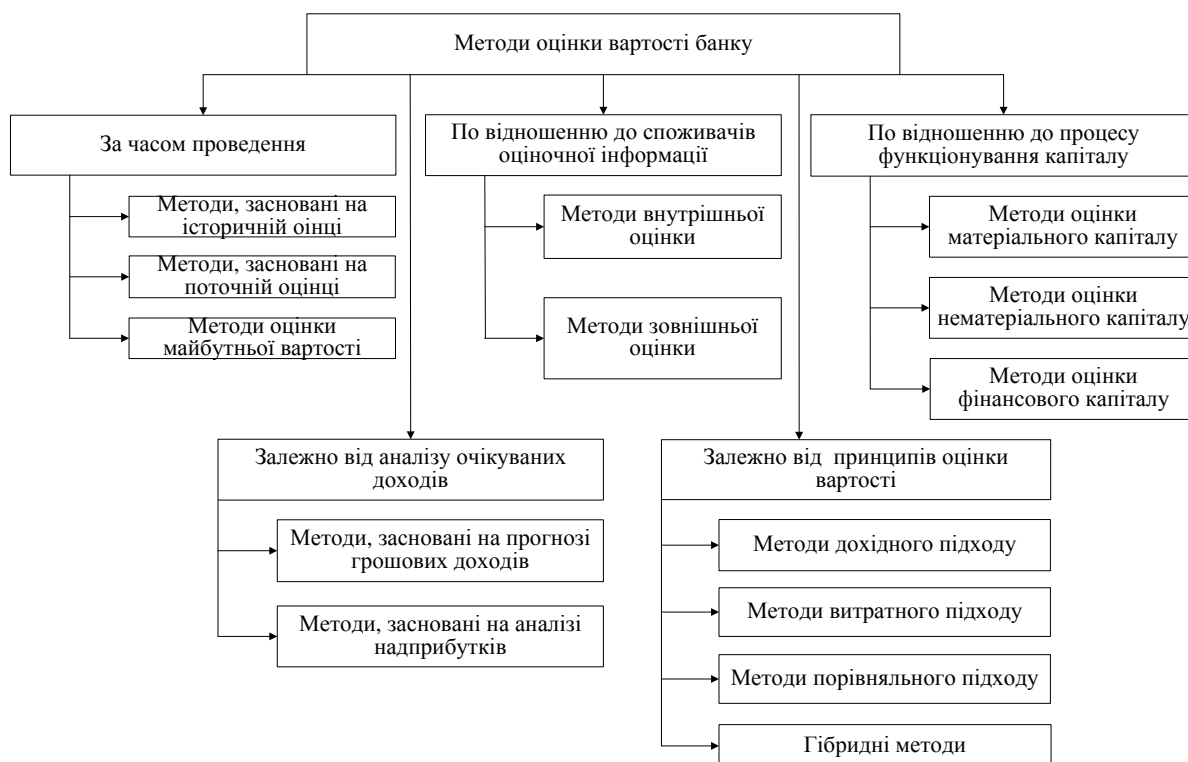 Методи оцінки вартості банку
За часом проведення
Методи, засновані на
історичній оінці
Методи, засновані на
поточній оцінці
Методи оцінки
майбутньої вартості
По відношенню до споживачів
оціночної інформації
Методи внутрішньої
оцінки
Методи зовнішньої
оцінки
По відношенню до процесу
функціонування капіталу
Методи оцінки
матеріального капіталу
Методи оцінки
нематеріального капіталу
Методи оцінки
фінансового капіталу
Залежно від аналізу очікуваних
доходів
Методи, засновані на прогнозі
грошових доходів
Методи, засновані на аналізі
надприбутків
Залежно від принципів оцінки
вартості
Методи дохідного підходу
Методи витратного підходу
Методи порівняльного підходу
Гібридні методи